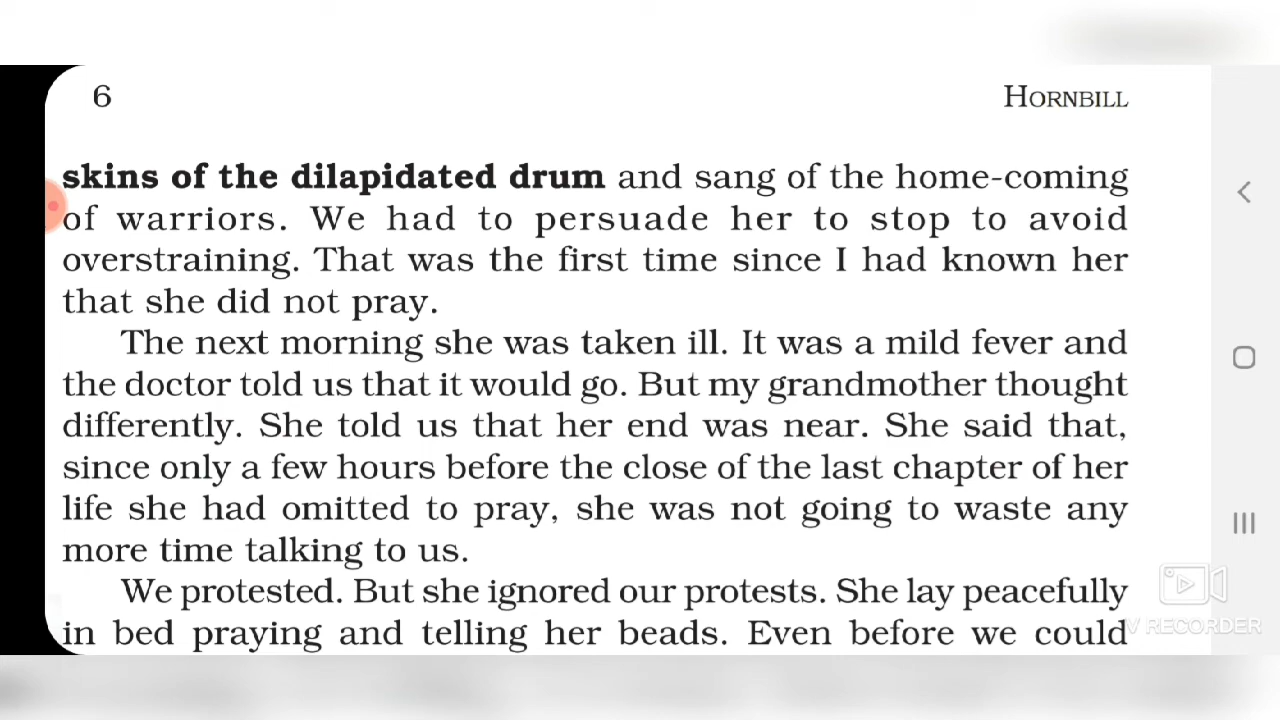 6 HORNBILL
skins of the dilapidated drum and sang of the home-coming
of warriors. We had to persuade her to stop to avoid
overstraining. That was the first time since I had known her
that she did not pray.
The next morning she was taken ill. It was a mild fever and
the doctor told us that it would go. But my grandmother thought
differently. She told us that her end was near. She said that,
since only a few hours before the close of the last chapter of her
life she had omitted to pray, she was not going to waste any
more time talking to us.
We protested. But she ignored our protests. She lay peacefully
in bed praying and telling her beads. Even before we could
V RECORDER